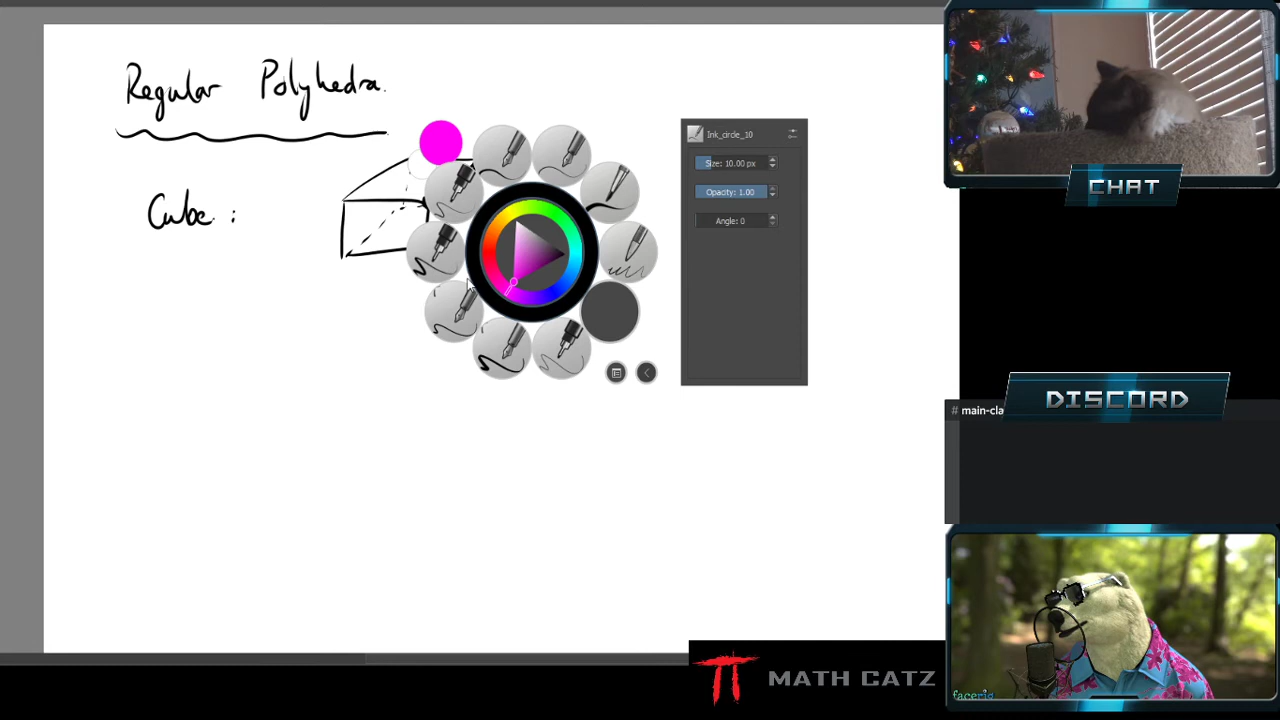 Regular Polyhedra.
Cube :
Ink_circle_10
Size: 10.00 px
Opacity: 1.00
Angle: 0
CHAT
DISCORD
# main-cla
facerig
MATH CATZ